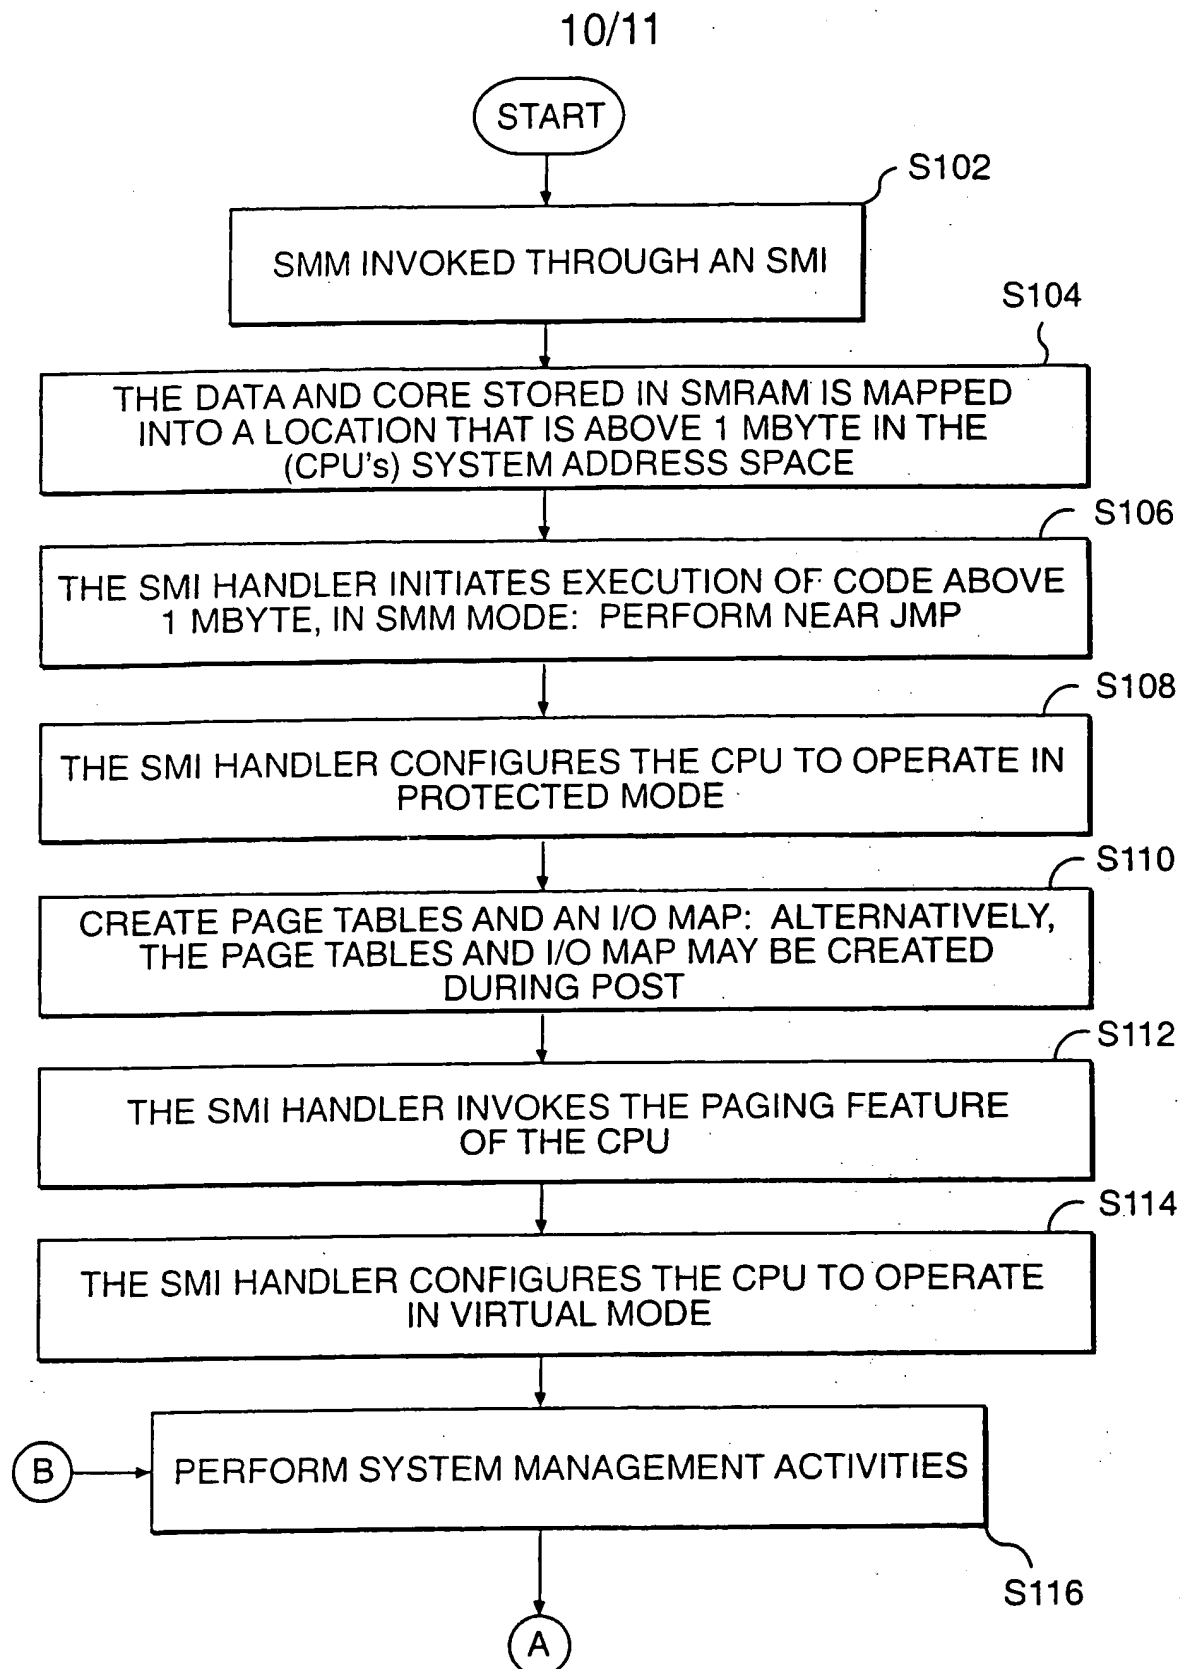 10/11
START
S102
SMM INVOKED THROUGH AN SMI
S104
THE DATA AND CORE STORED IN SMRAM IS MAPPED
INTO A LOCATION THAT IS ABOVE 1 MBYTE IN THE
(CPU's) SYSTEM ADDRESS SPACE
S106
THE SMI HANDLER INITIATES EXECUTION OF CODE ABOVE
1 MBYTE, IN SMM MODE: PERFORM NEAR JMP
S108
THE SMI HANDLER CONFIGURES THE CPU TO OPERATE IN
PROTECTED MODE
S110
CREATE PAGE TABLES AND AN I/O MAP: ALTERNATIVELY,
THE PAGE TABLES AND I/O MAP MAY BE CREATED
DURING POST
S112
THE SMI HANDLER INVOKES THE PAGING FEATURE
OF THE CPU
S114
THE SMI HANDLER CONFIGURES THE CPU TO OPERATE
IN VIRTUAL MODE
B
PERFORM SYSTEM MANAGEMENT ACTIVITIES
S116
A